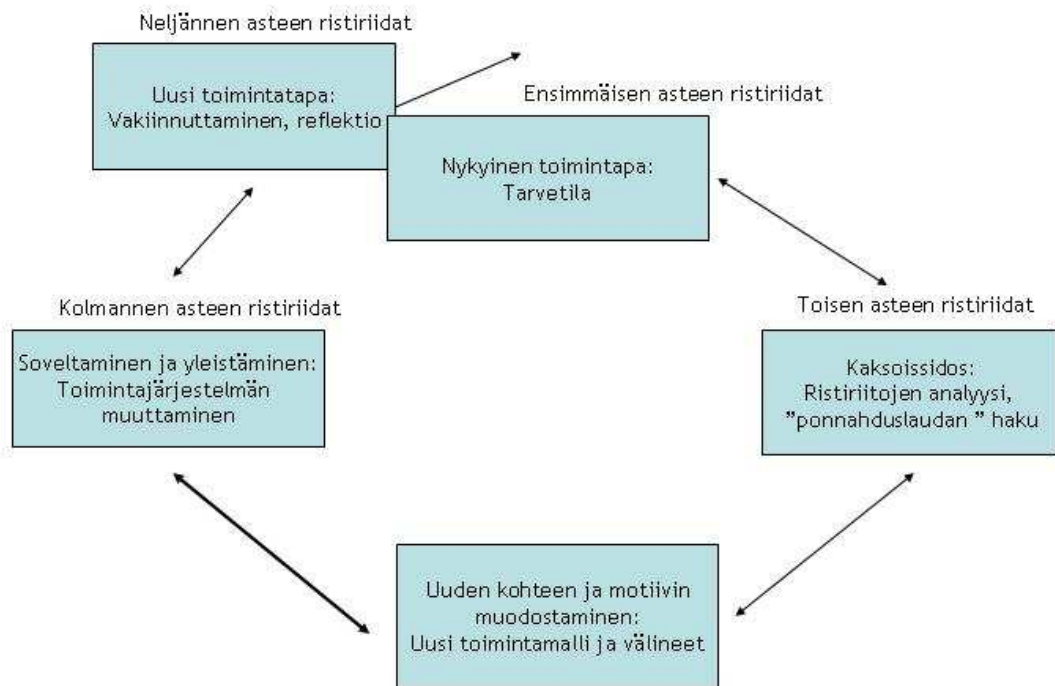 Neljännen asteen ristiriidat
Uusi toimintatapa:
Vakiinnuttaminen, reflektio
Ensimmäisen asteen ristiriidat
Nykyinen toimintapa:
Tarvetila
Toisen asteen ristiriidat
Kaksoissidos:
Ristiriitojen analyysi,
”ponnahduslaudan ” haku
Uuden kohteen ja motiivin
muodostaminen:
Uusi toimintamalli ja välineet
Kolmannen asteen ristiriidat
Soveltaminen ja yleistäminen:
Toimintajärjestelmän
muuttaminen